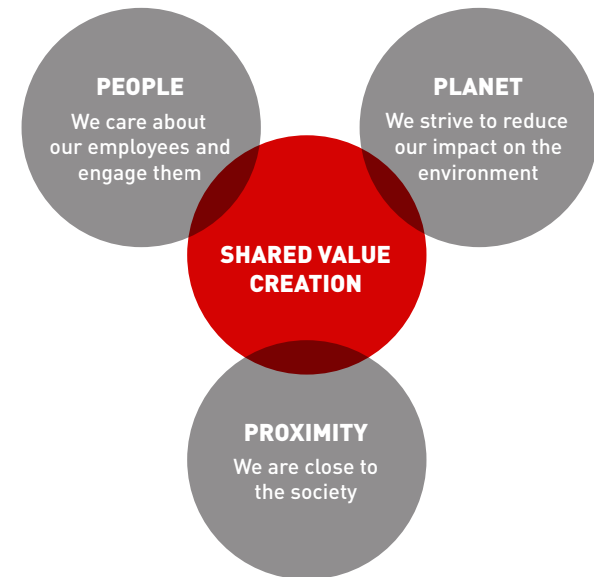 PEOPLE
We care about
our employees and
engage them
PLANET
We strive to reduce
our impact on the
environment
SHARED VALUE
CREATION
PROXIMITY
We are close to
the society